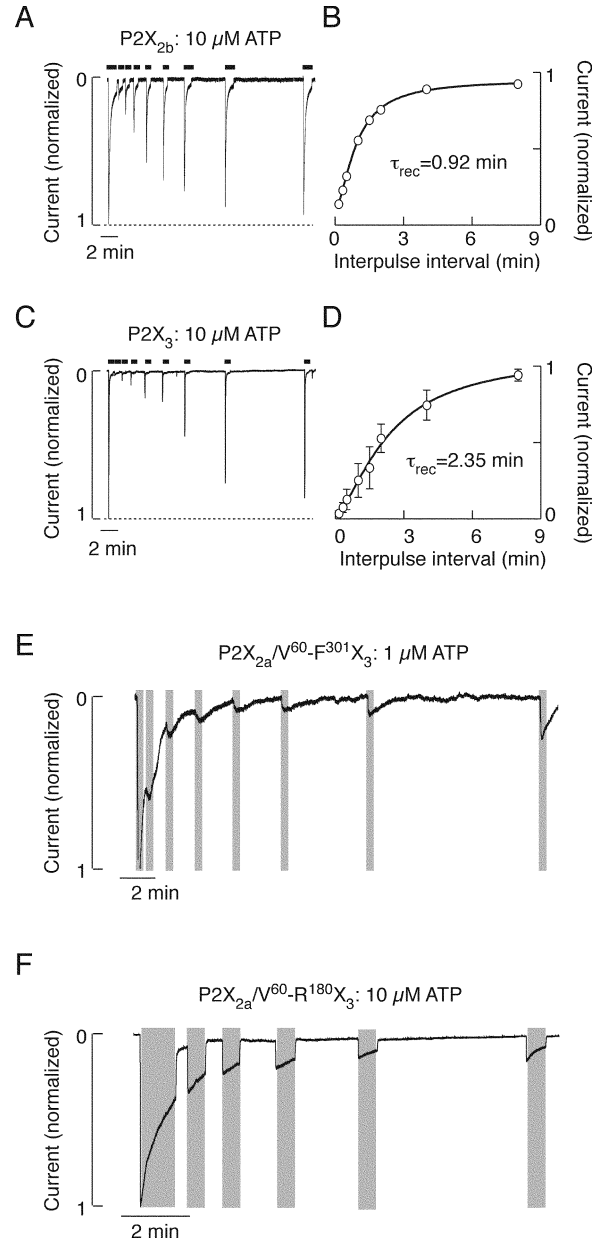 A
P2X2b: 10 µM ATP
0
Current (normalized)
1
2 min
B
1
Current (normalized)
τrec=0.92 min
0
0 3 6 9
Interpulse interval (min)
C
P2X3: 10 µM ATP
0
Current (normalized)
1
2 min
D
1
Current (normalized)
τrec=2.35 min
0
0 3 6 9
Interpulse interval (min)
E
P2X2a/V60-F301X3: 1 µM ATP
0
Current (normalized)
1
2 min
F
P2X2a/V60-R180X3: 10 µM ATP
0
Current (normalized)
1
2 min